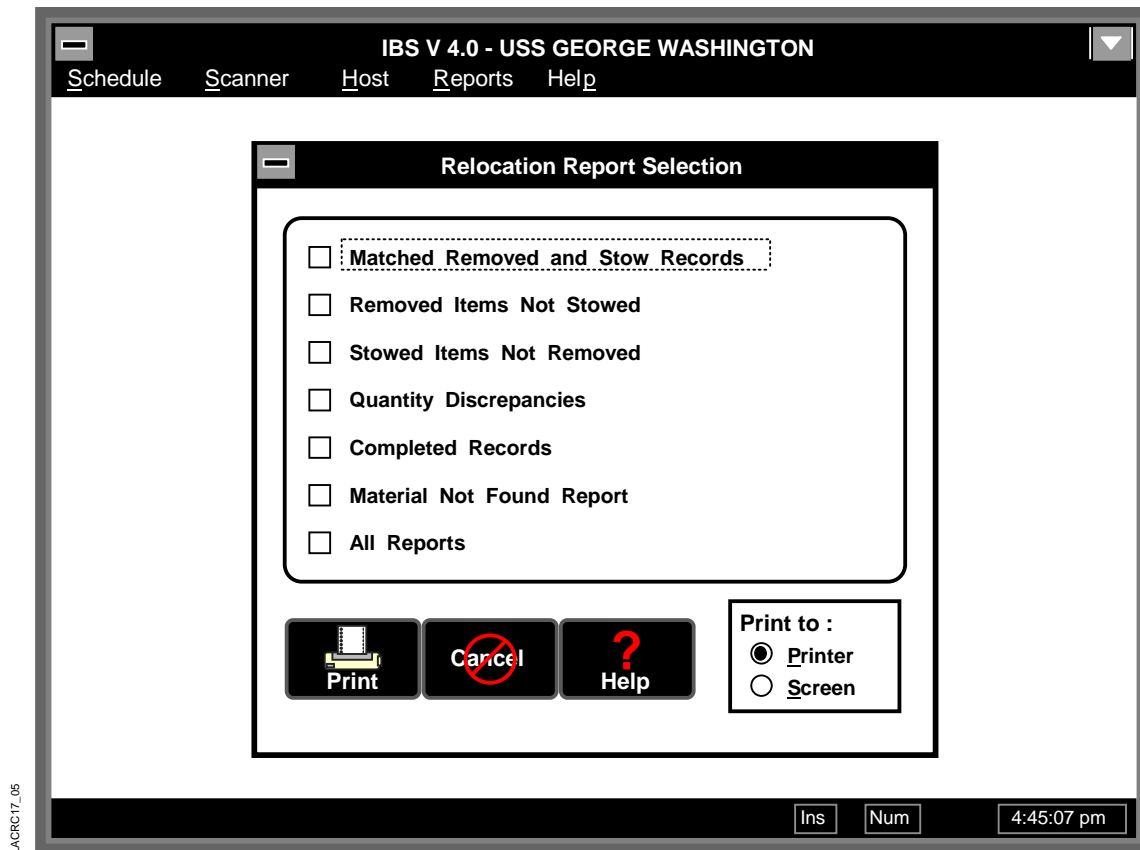 IBS V 4.0 - USS GEORGE WASHINGTON
Schedule Scanner Host Reports Help
Relocation Report Selection
Matched Removed and Stow Records
Removed Items Not Stowed
Stowed Items Not Removed
Quantity Discrepancies
Completed Records
Material Not Found Report
All Reports
Print
Cancel
?
Help
Print to :
Printer
Screen
Ins Num 4:45:07 pm
ACRC17_05